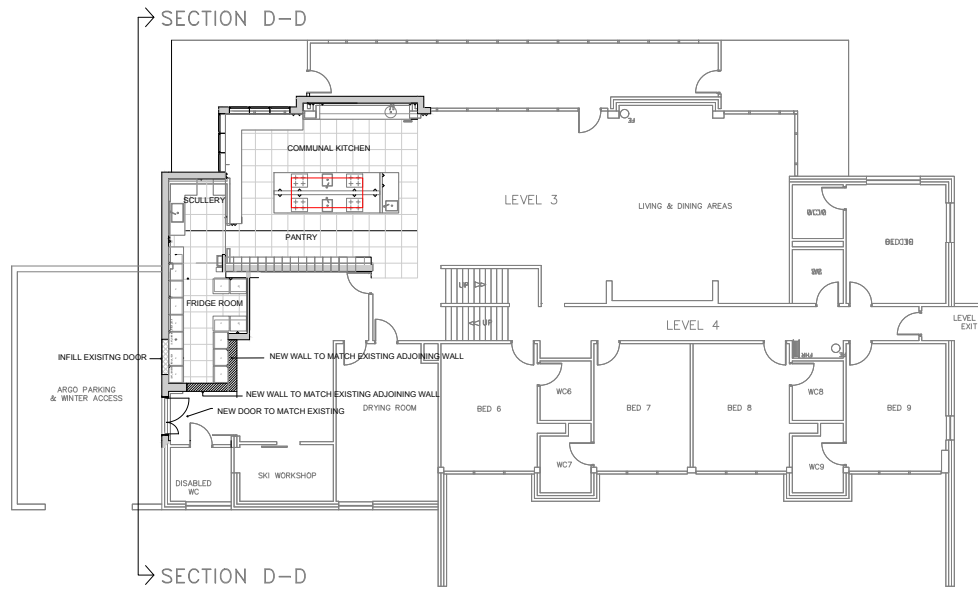 SECTION D-D
COMMUNAL KITCHEN
SCULLERY
LEVEL 3
LIVING & DINING AREAS
PANTRY
UP
FRIDGE ROOM
UP
LEVEL 4
LEVEL
EXIT
INFILL EXISITNG DOOR
NEW WALL TO MATCH EXISTING ADJOINING WALL
ARGO PARKING
& WINTER ACCESS
NEW WALL TO MATCH EXISTING ADJOINING WALL
NEW DOOR TO MATCH EXISTING
DRYING ROOM
BED 6
WC6
BED 7
BED 8
WC8
BED 9
WC7
WC9
SKI WORKSHOP
DISABLED
WC
SECTION D-D